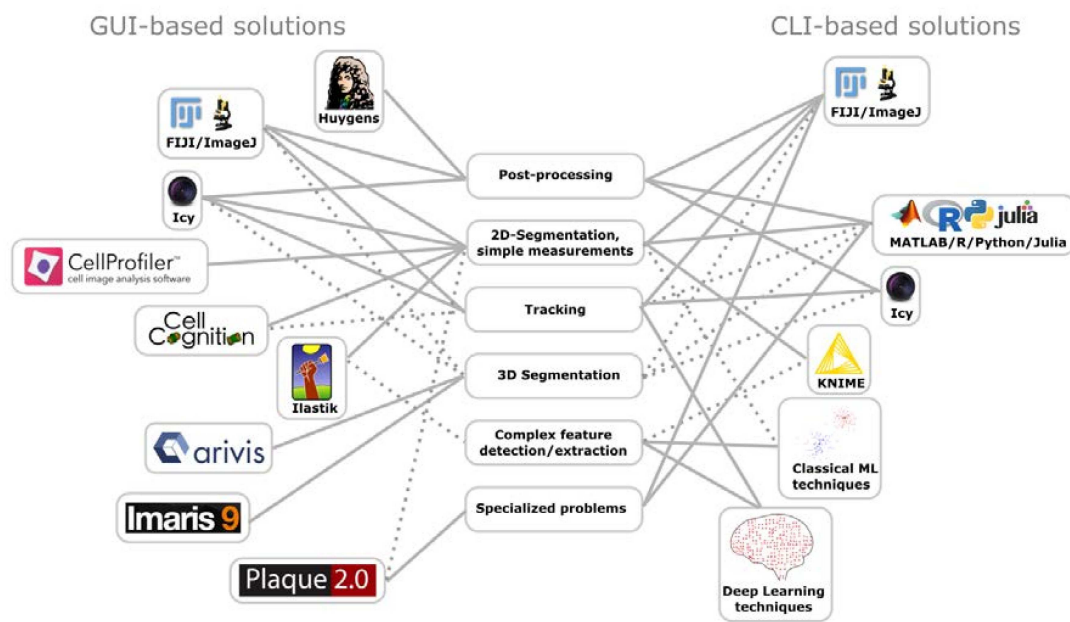 GUI-based solutions
CLI-based solutions
Huygens
FIJI/ImageJ
FIJI/ImageJ
Icy
Post-processing
R
julia
MATLAB/R/Python/Julia
2D-Segmentation,
simple measurements
CellProfiler™
cell image analysis software
Tracking
Icy
Cell
Cognition
3D Segmentation
KNIME
Ilastik
arivis
Complex feature
detection/extraction
Classical ML
techniques
Imaris 9
Specialized problems
Plaque 2.0
Deep Learning
techniques